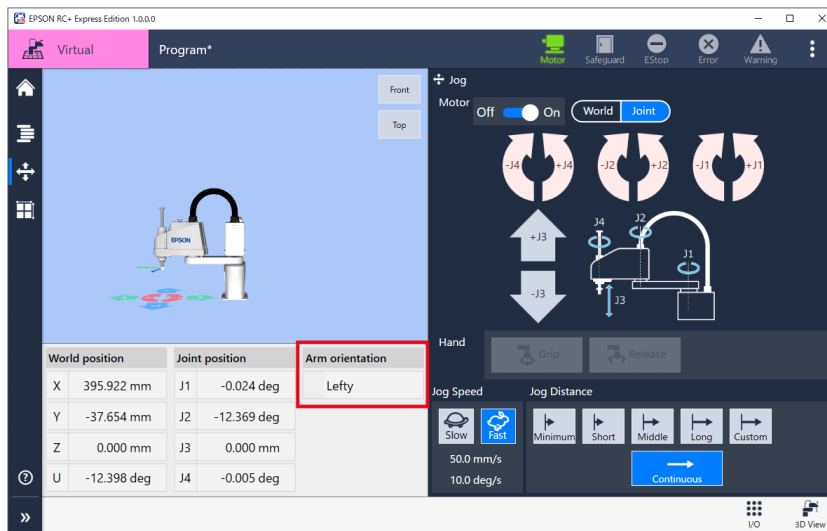 EPSON RC+ Express Edition 1.0.0.0
Virtual
Program*
Motor
Safeguard
EStop
Error
Warning
Front
Top
EPSON
World position
X 395.922 mm
Y -37.654 mm
Z 0.000 mm
U -12.398 deg
Joint position
J1 -0.024 deg
J2 -12.369 deg
J3 0.000 mm
J4 -0.005 deg
Arm orientation
Lefty
Jog
Motor Off On World Joint
-J4 +J4 -J2 +J2 -J1 +J1
+J3
-J3
J4 J2
J1
J3
Hand
Grip Release
Jog Speed
Slow Fast
50.0 mm/s
10.0 deg/s
Jog Distance
Minimum Short Middle Long Custom
Continuous
I/O 3D View